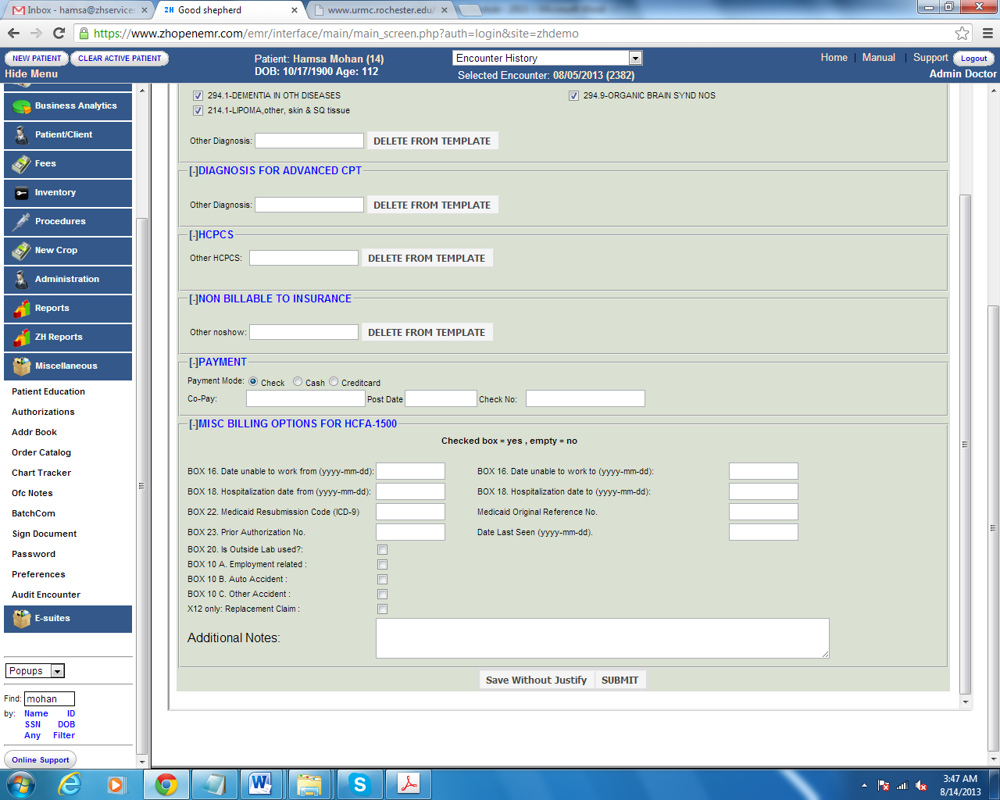 Inbox - hamsa@zhservice
Good shepherd
www.urmc.rochester.edu/
https://www.zhopenemr.com/emr/interface/main/main_screen.php?auth=login&site=zhdemo
NEW PATIENT CLEAR ACTIVE PATIENT
Hide Menu
Patient: Hamsa Mohan (14)
DOB: 10/17/1900 Age: 112
Encounter History
Selected Encounter: 08/05/2013 (2382)
Home | Manual | Support Logout
Admin Doctor
Business Analytics
Patient/Client
Fees
Inventory
Procedures
New Crop
Administration
Reports
ZH Reports
Miscellaneous
Patient Education
Authorizations
Addr Book
Order Catalog
Chart Tracker
Ofc Notes
BatchCom
Sign Document
Password
Preferences
Audit Encounter
E-suites
Popups
Find: mohan
by: Name ID
SSN DOB
Any Filter
Online Support
294.1-DEMENTIA IN OTH DISEASES 294.9-ORGANIC BRAIN SYND NOS
214.1-LIPOMA,other, skin & SQ tissue
Other Diagnosis: DELETE FROM TEMPLATE
[-]DIAGNOSIS FOR ADVANCED CPT
Other Diagnosis: DELETE FROM TEMPLATE
[-]HCPCS
Other HCPCS: DELETE FROM TEMPLATE
[-]NON BILLABLE TO INSURANCE
Other noshow: DELETE FROM TEMPLATE
[-]PAYMENT
Payment Mode: Check Cash Creditcard
Co-Pay: Post Date Check No:
[-]MISC BILLING OPTIONS FOR HCFA-1500
Checked box = yes , empty = no
BOX 16. Date unable to work from (yyyy-mm-dd): BOX 16. Date unable to work to (yyyy-mm-dd):
BOX 18. Hospitalization date from (yyyy-mm-dd): BOX 18. Hospitalization date to (yyyy-mm-dd):
BOX 22. Medicaid Resubmission Code (ICD-9) Medicaid Original Reference No.
BOX 23. Prior Authorization No. Date Last Seen (yyyy-mm-dd).
BOX 20. Is Outside Lab used?:
BOX 10 A. Employment related :
BOX 10 B. Auto Accident :
BOX 10 C. Other Accident :
X12 only: Replacement Claim :
Additional Notes:
Save Without Justify SUBMIT
3:47 AM
8/14/2013